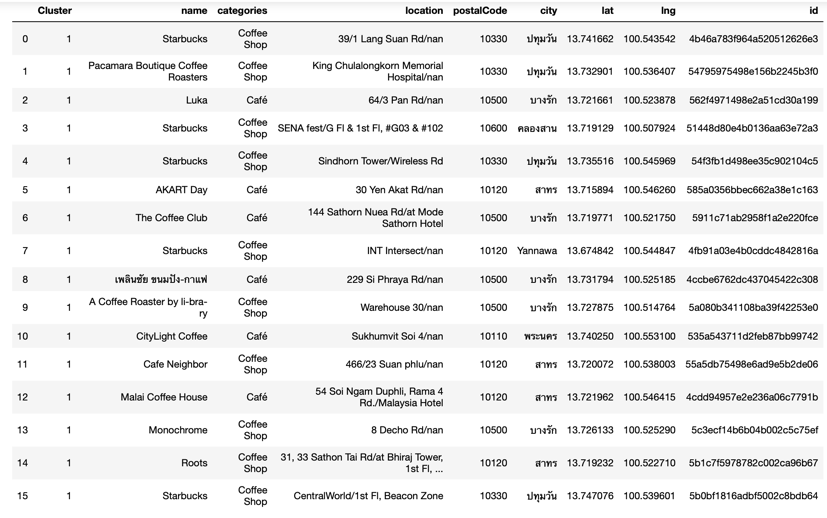 Cluster name categories location postalCode city lat lng id
0 1 Starbucks Coffee Shop 39/1 Lang Suan Rd/nan 10330 ปทุมวัน 13.741662 100.543542 4b46a783f964a520512626e3
1 1 Pacamara Boutique Coffee Roasters Coffee Shop King Chulalongkorn Memorial Hospital/nan 10330 ปทุมวัน 13.732901 100.536407 54795975498e156b2245b3f0
2 1 Luka Café 64/3 Pan Rd/nan 10500 บางรัก 13.721661 100.523878 562f4971498e2a51cd30a199
3 1 Starbucks Coffee Shop SENA fest/G Fl & 1st Fl, #G03 & #102 10600 คลองสาน 13.719129 100.507924 51448d80e4b0136aa63e72a3
4 1 Starbucks Coffee Shop Sindhorn Tower/Wireless Rd 10330 ปทุมวัน 13.735516 100.545969 54f3fb1d498ee35c902104c5
5 1 AKART Day Café 30 Yen Akat Rd/nan 10120 สาทร 13.715894 100.546260 585a0356bbec662a38e1c163
6 1 The Coffee Club Café 144 Sathorn Nuea Rd/at Mode Sathorn Hotel 10500 บางรัก 13.719771 100.521750 5911c71ab2958f1a2e220fce
7 1 Starbucks Coffee Shop INT Intersect/nan 10120 Yannawa 13.674842 100.544847 4fb91a03e4b0cddc4842816a
8 1 เพลินชัย ขนมปัง-กาแฟ Café 229 Si Phraya Rd/nan 10500 บางรัก 13.731794 100.525185 4ccbe6762dc437045422c308
9 1 A Coffee Roaster by li-bra-ry Coffee Shop Warehouse 30/nan 10500 บางรัก 13.727875 100.514764 5a080b341108ba39f42253e0
10 1 CityLight Coffee Café Sukhumvit Soi 4/nan 10110 พระนคร 13.740250 100.553100 535a543711d2feb87bb99742
11 1 Cafe Neighbor Coffee Shop 466/23 Suan phlu/nan 10120 สาทร 13.720072 100.538003 55a5db75498e6ad9e5b2de06
12 1 Malai Coffee House Café 54 Soi Ngam Duphli, Rama 4 Rd./Malaysia Hotel 10120 สาทร 13.721962 100.546415 4cdd94957e2e236a06c7791b
13 1 Monochrome Coffee Shop 8 Decho Rd/nan 10500 บางรัก 13.726133 100.525290 5c3ecf14b6b04b002c5c75ef
14 1 Roots Coffee Shop 31, 33 Sathon Tai Rd/at Bhiraj Tower, 1st Fl, ... 10120 สาทร 13.719232 100.522710 5b1c7f5978782c002ca96b67
15 1 Starbucks Coffee Shop CentralWorld/1st Fl, Beacon Zone 10330 ปทุมวัน 13.747076 100.539601 5b0bf1816adbf5002c8bdb64